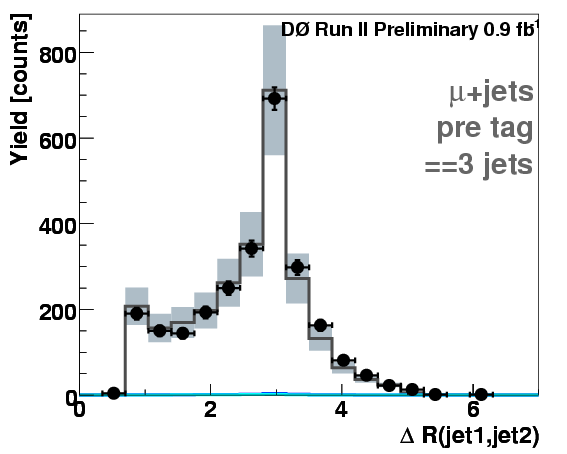 DØ Run II Preliminary 0.9 fb⁻¹
μ+jets
pre tag
==3 jets
Yield [counts]
800
600
400
200
0
0 2 4 6
Δ R(jet1,jet2)